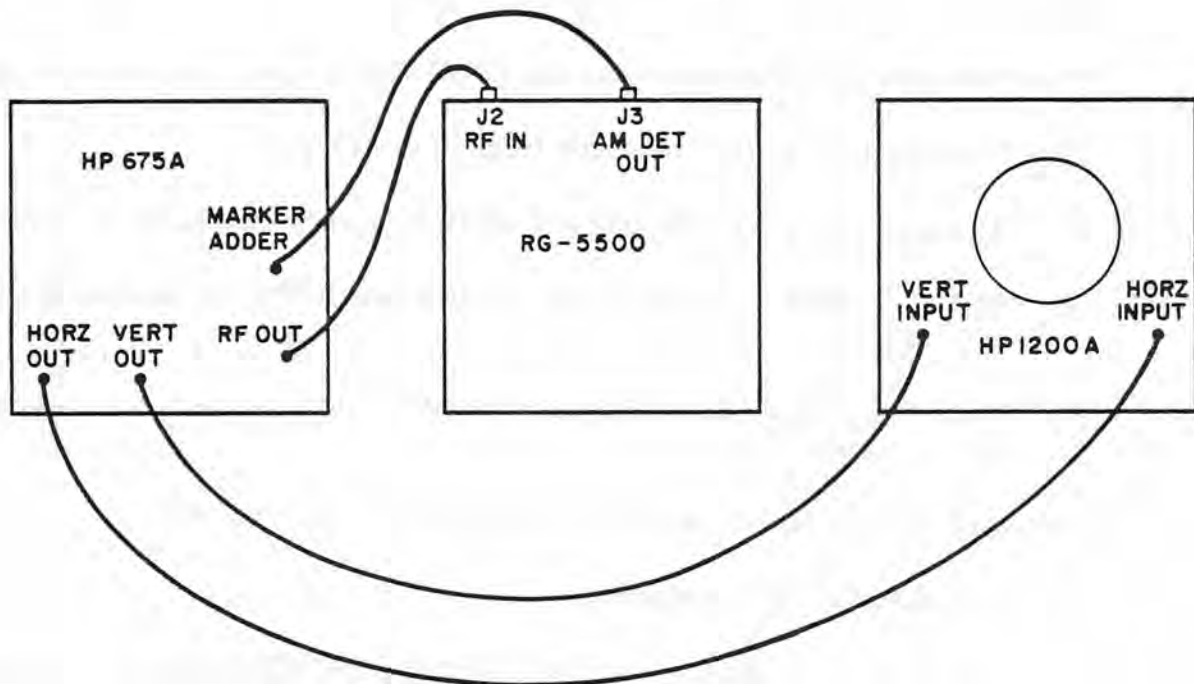 HP 675A
MARKER
ADDER
HORZ
OUT
VERT
OUT
RF OUT
J2
RF IN
J3
AM DET
OUT
RG-5500
VERT
INPUT
HORZ
INPUT
HP1200A